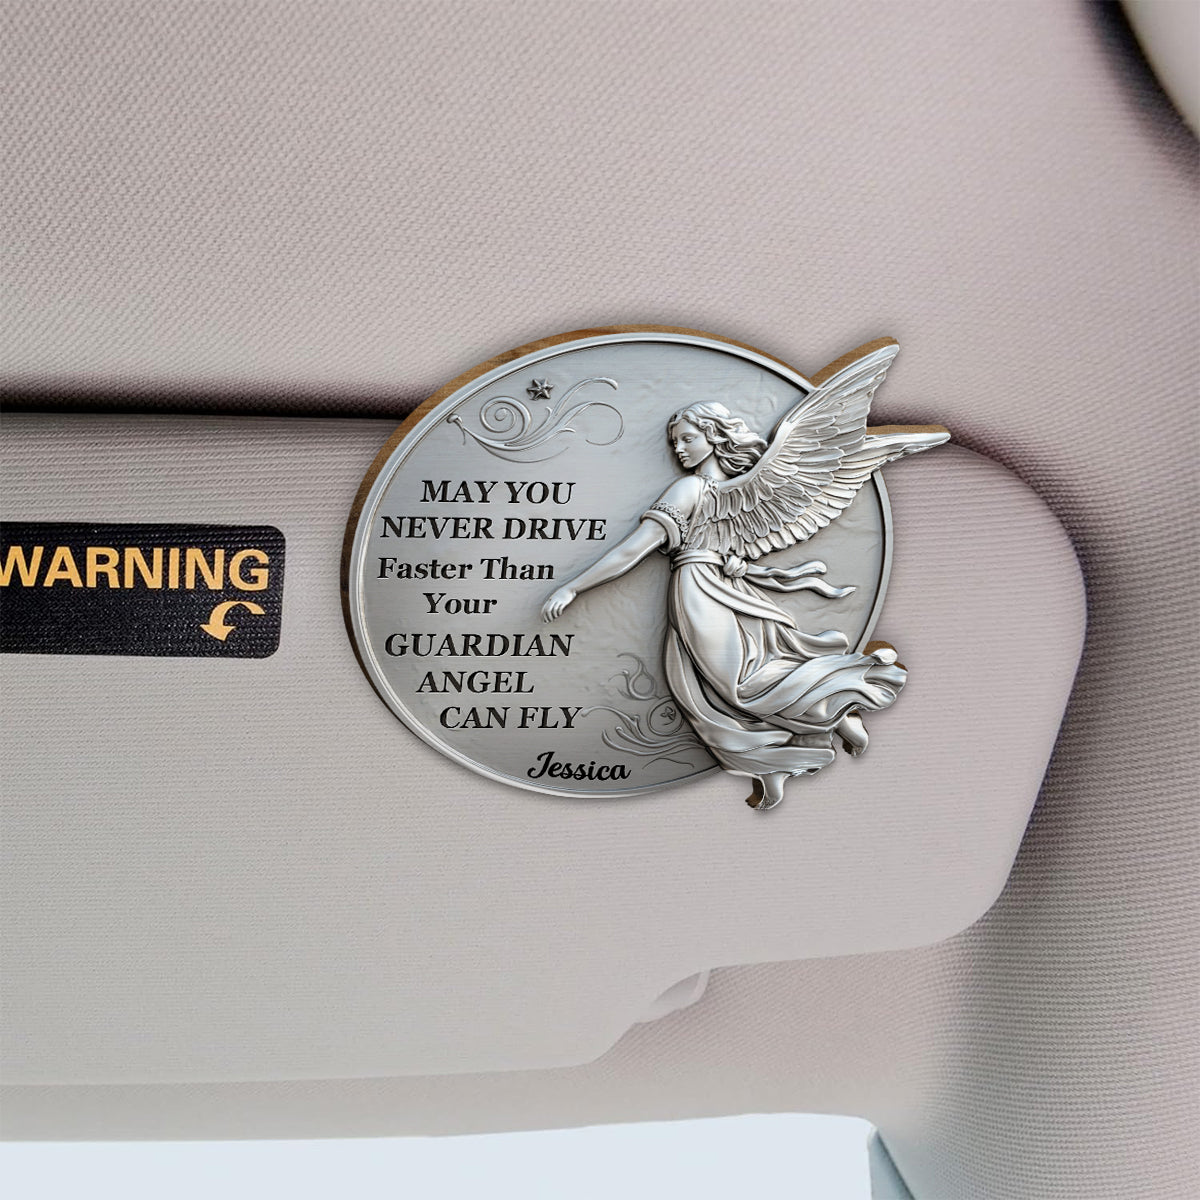 WARNING
MAY YOU
NEVER DRIVE
Faster Than
Your
GUARDIAN
ANGEL
CAN FLY
Jessica